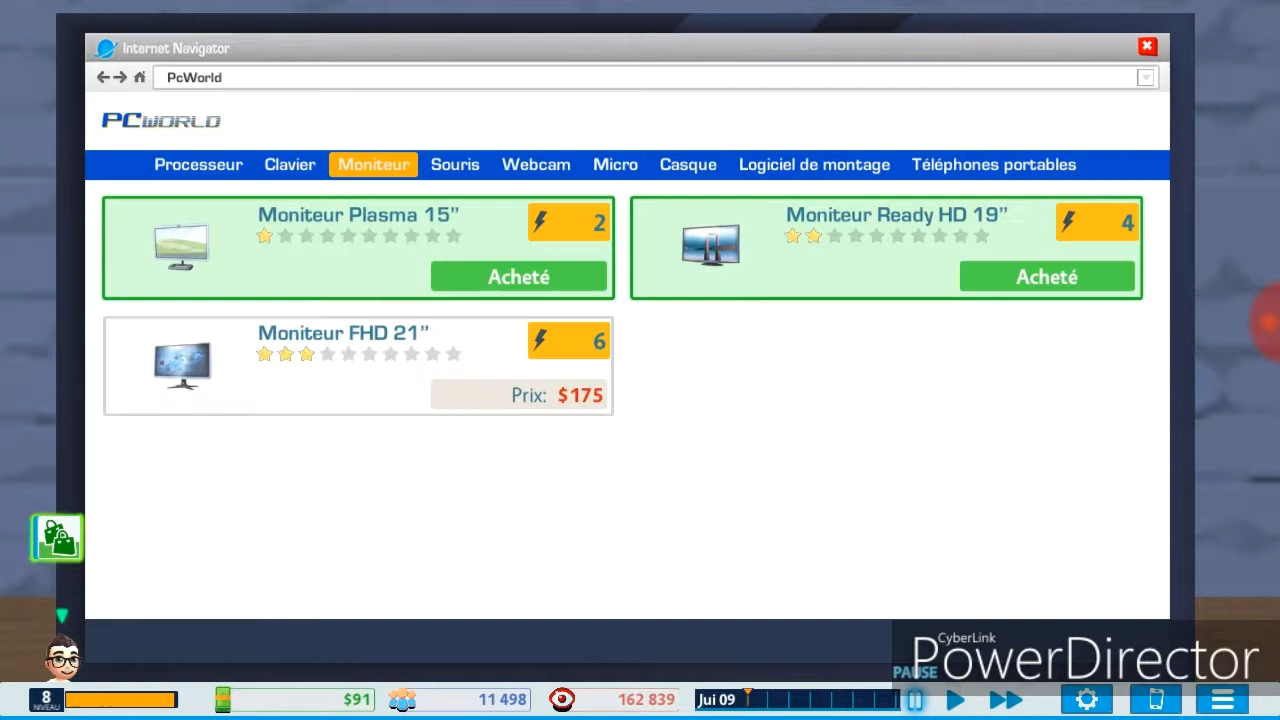 Internet Navigator
PcWorld
PCWORLD
Processeur Clavier Moniteur Souris Webcam Micro Casque Logiciel de montage Téléphones portables
Moniteur Plasma 15” 2
Acheté
Moniteur Ready HD 19” 4
Acheté
Moniteur FHD 21” 6
Prix: $175
CyberLink
PowerDirector
PAUSE
8
NIVEAU
$91
11 498
162 839
Jui 09